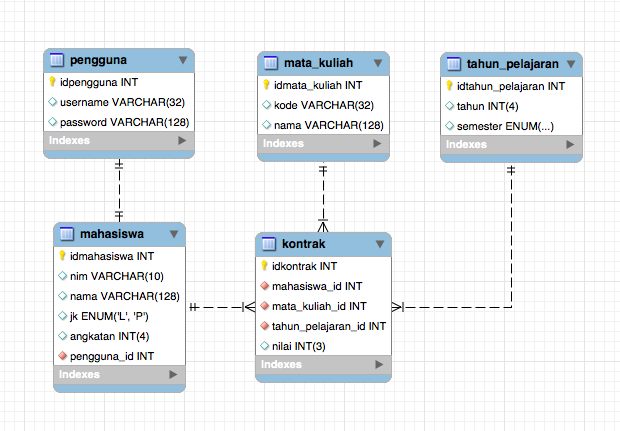 pengguna
idpengguna INT
username VARCHAR(32)
password VARCHAR(128)
Indexes
mata_kuliah
idmata_kuliah INT
kode VARCHAR(32)
nama VARCHAR(128)
Indexes
tahun_pelajaran
idtahun_pelajaran INT
tahun INT(4)
semester ENUM(...)
Indexes
mahasiswa
idmahasiswa INT
nim VARCHAR(10)
nama VARCHAR(128)
jk ENUM('L', 'P')
angkatan INT(4)
pengguna_id INT
Indexes
kontrak
idkontrak INT
mahasiswa_id INT
mata_kuliah_id INT
tahun_pelajaran_id INT
nilai INT(3)
Indexes